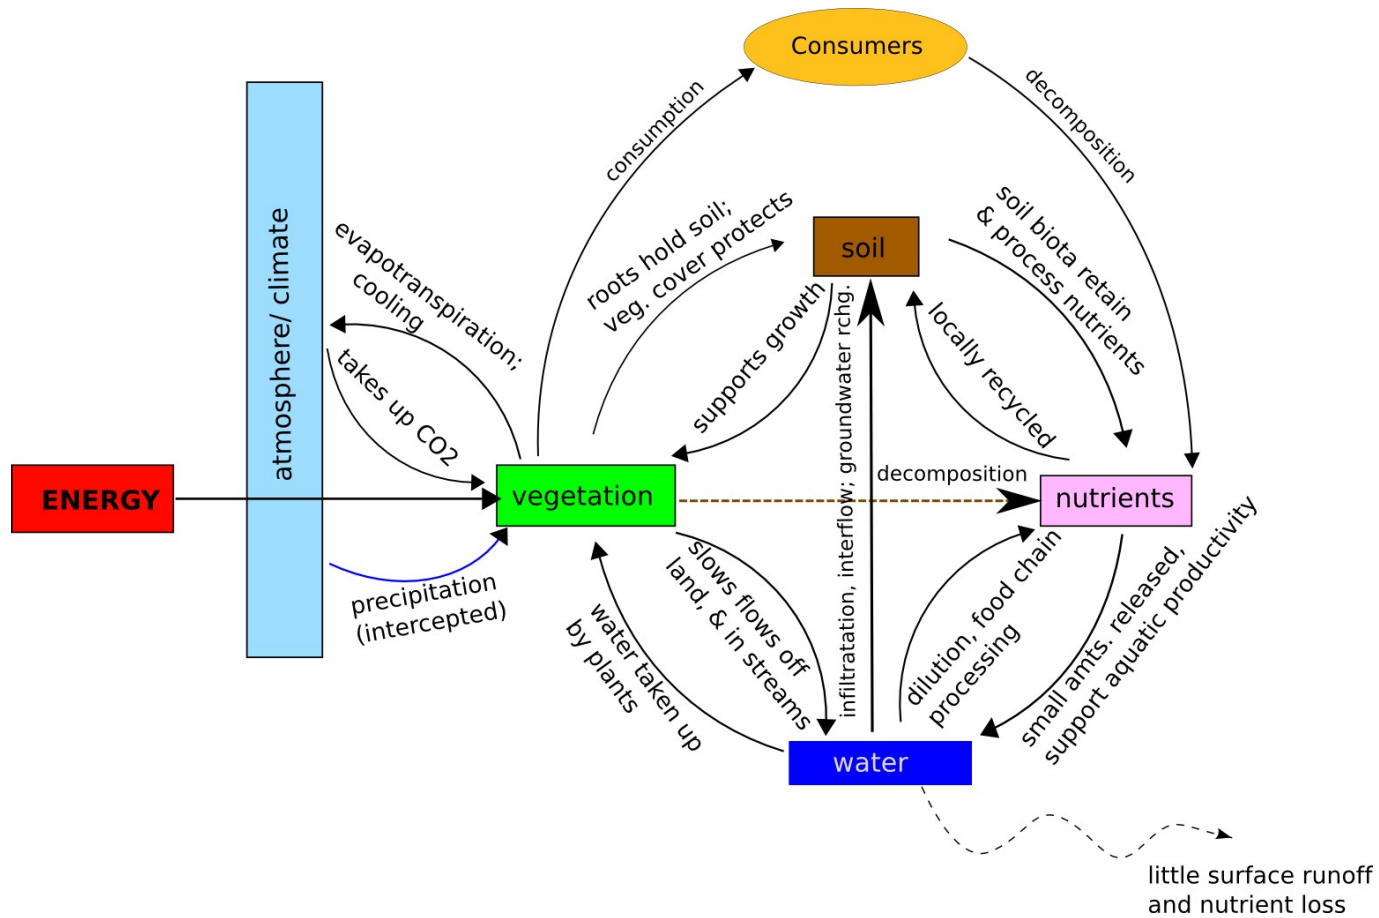 Consumers
consumption
decomposition
roots hold soil;
veg. cover protects
soil
soil biota retain
& process nutrients
evapotranspiration;
cooling
atmosphere/ climate
takes up CO2
supports growth
infiltratation, interflow; groundwater rchg.
locally recycled
ENERGY
vegetation
decomposition
nutrients
precipitation
(intercepted)
slows flows off
land, & in streams
water taken up
by plants
dilution, food chain
processing
small amts. released,
support aquatic productivity
water
little surface runoff
and nutrient loss